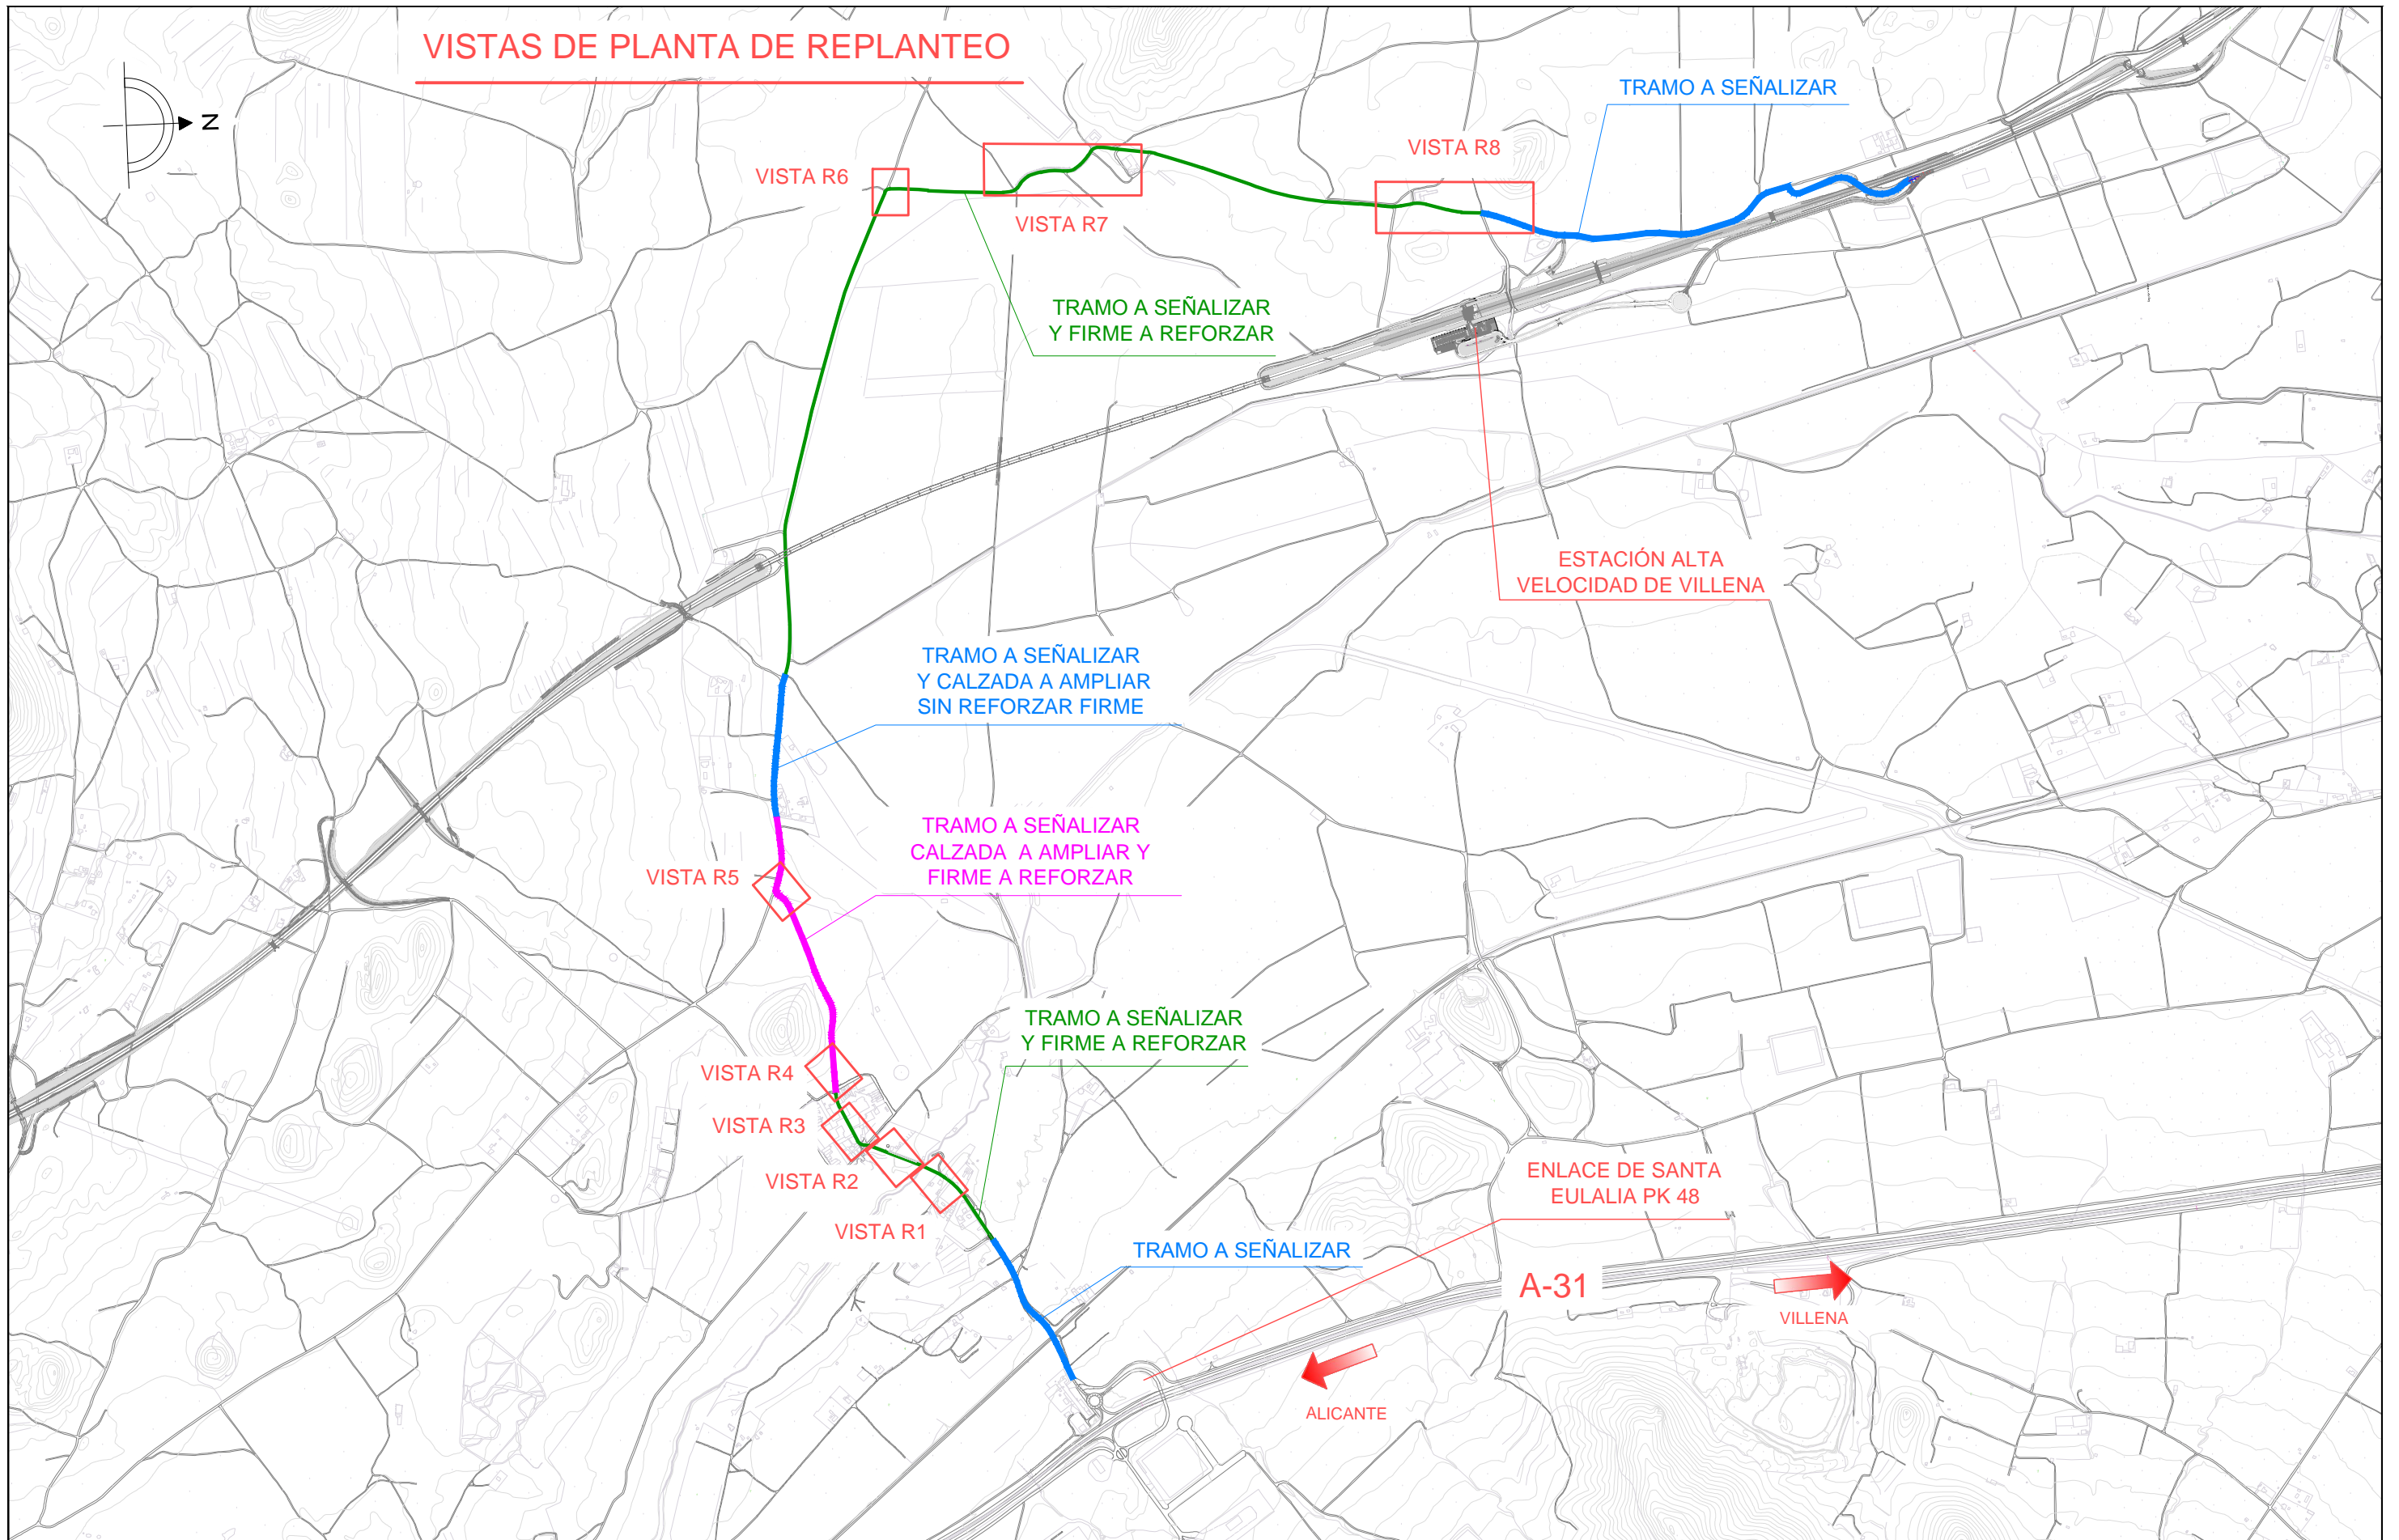 VISTAS DE PLANTA DE REPLANTEO
N
TRAMO A SEÑALIZAR
VISTA R8
VISTA R6
VISTA R7
TRAMO A SEÑALIZAR
Y FIRME A REFORZAR
ESTACIÓN ALTA
VELOCIDAD DE VILLENA
TRAMO A SEÑALIZAR
Y CALZADA A AMPLIAR
SIN REFORZAR FIRME
TRAMO A SEÑALIZAR
CALZADA A AMPLIAR Y
FIRME A REFORZAR
VISTA R5
TRAMO A SEÑALIZAR
Y FIRME A REFORZAR
VISTA R4
VISTA R3
VISTA R2
VISTA R1
ENLACE DE SANTA
EULALIA PK 48
TRAMO A SEÑALIZAR
A-31
VILLENA
ALICANTE